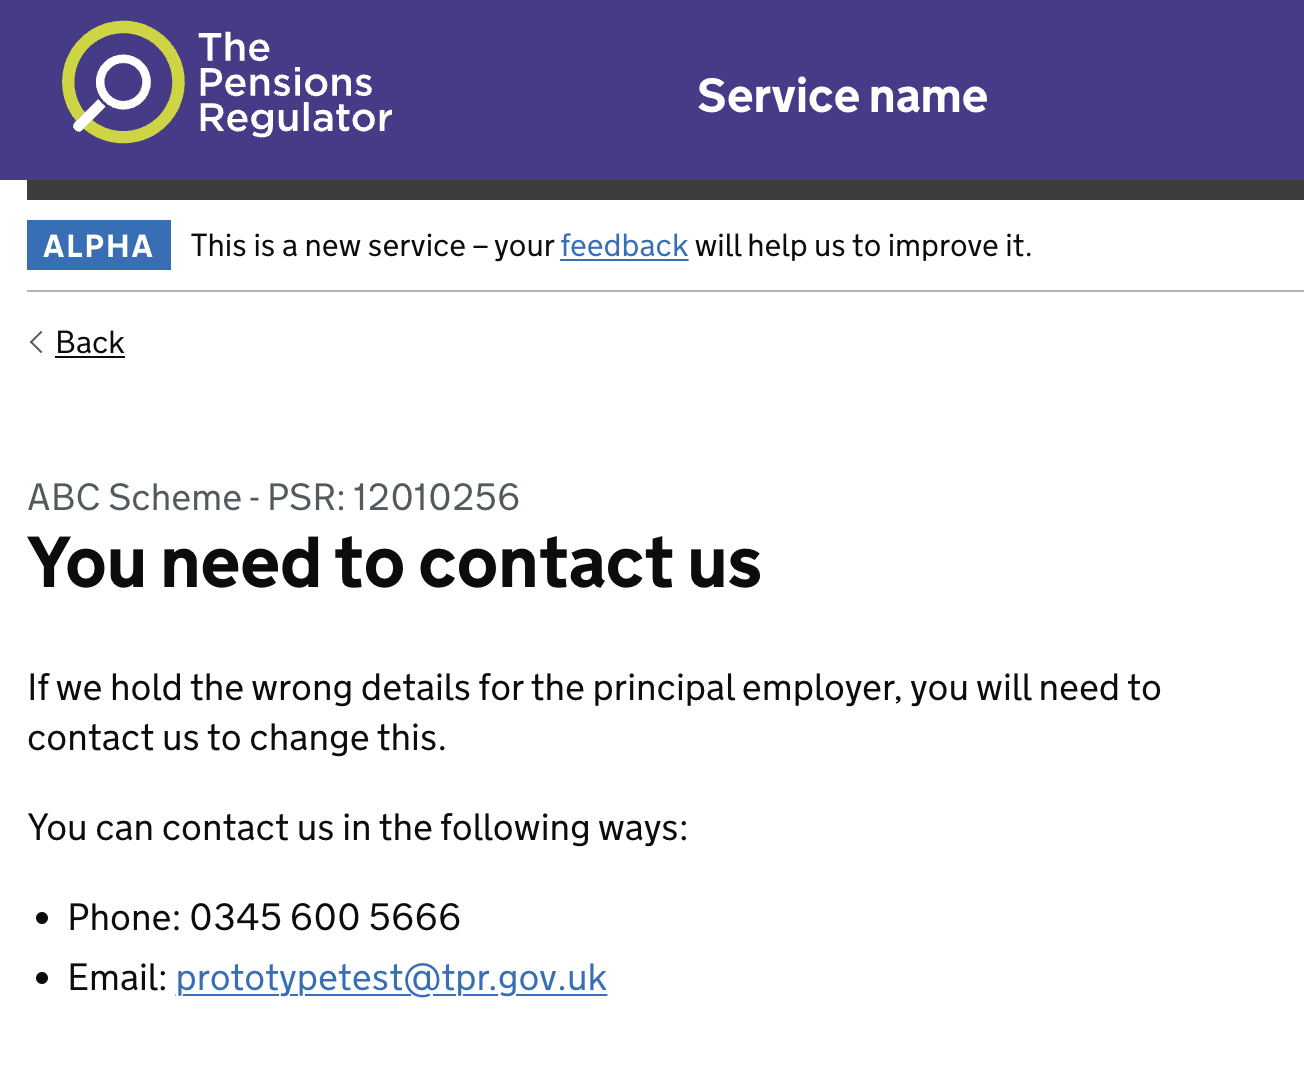 The
Pensions
Regulator
Service name
ALPHA This is a new service – your feedback will help us to improve it.
Back
ABC Scheme - PSR: 12010256
You need to contact us
If we hold the wrong details for the principal employer, you will need to
contact us to change this.
You can contact us in the following ways:
• Phone: 0345 600 5666
• Email: prototypetest@tpr.gov.uk